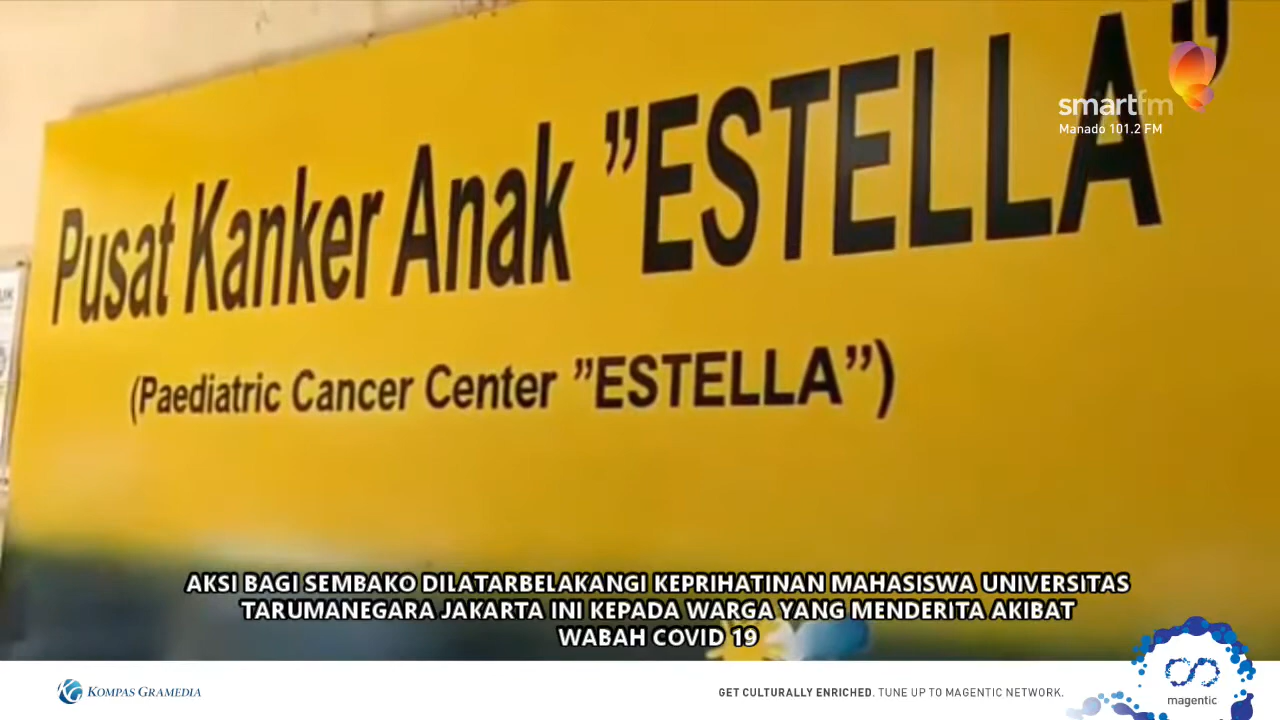 Pusat Kanker Anak ”ESTELLA”
(Paediatric Cancer Center ”ESTELLA”)
smartfm
Manado 101.2 FM
AKSI BAGI SEMBAKO DILATARBELAKANGI KEPRIHATINAN MAHASISWA UNIVERSITAS
TARUMANEGARA JAKARTA INI KEPADA WARGA YANG MENDERITA AKIBAT
WABAH COVID 19
KOMPAS GRAMEDIA
GET CULTURALLY ENRICHED. TUNE UP TO MAGENTIC NETWORK.
magentic